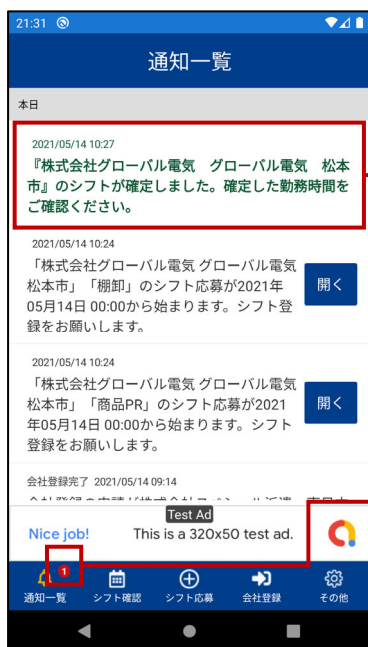 21:31
通知一覧
本日
2021/05/14 10:27
『株式会社グローバル電気　グローバル電気　松本
市』のシフトが確定しました。確定した勤務時間を
ご確認ください。
2021/05/14 10:24
「株式会社グローバル電気 グローバル電気
松本市」「棚卸」のシフト応募が2021年
05月14日 00:00から始まります。シフト登
録をお願いします。
開く
2021/05/14 10:24
「株式会社グローバル電気 グローバル電気
松本市」「商品PR」のシフト応募が2021
年05月14日 00:00から始まります。シフト
登録をお願いします。
開く
会社登録完了 2021/05/14 09:14
Test Ad
Nice job! This is a 320x50 test ad.
1
通知一覧 シフト確認 シフト応募 会社登録 その他